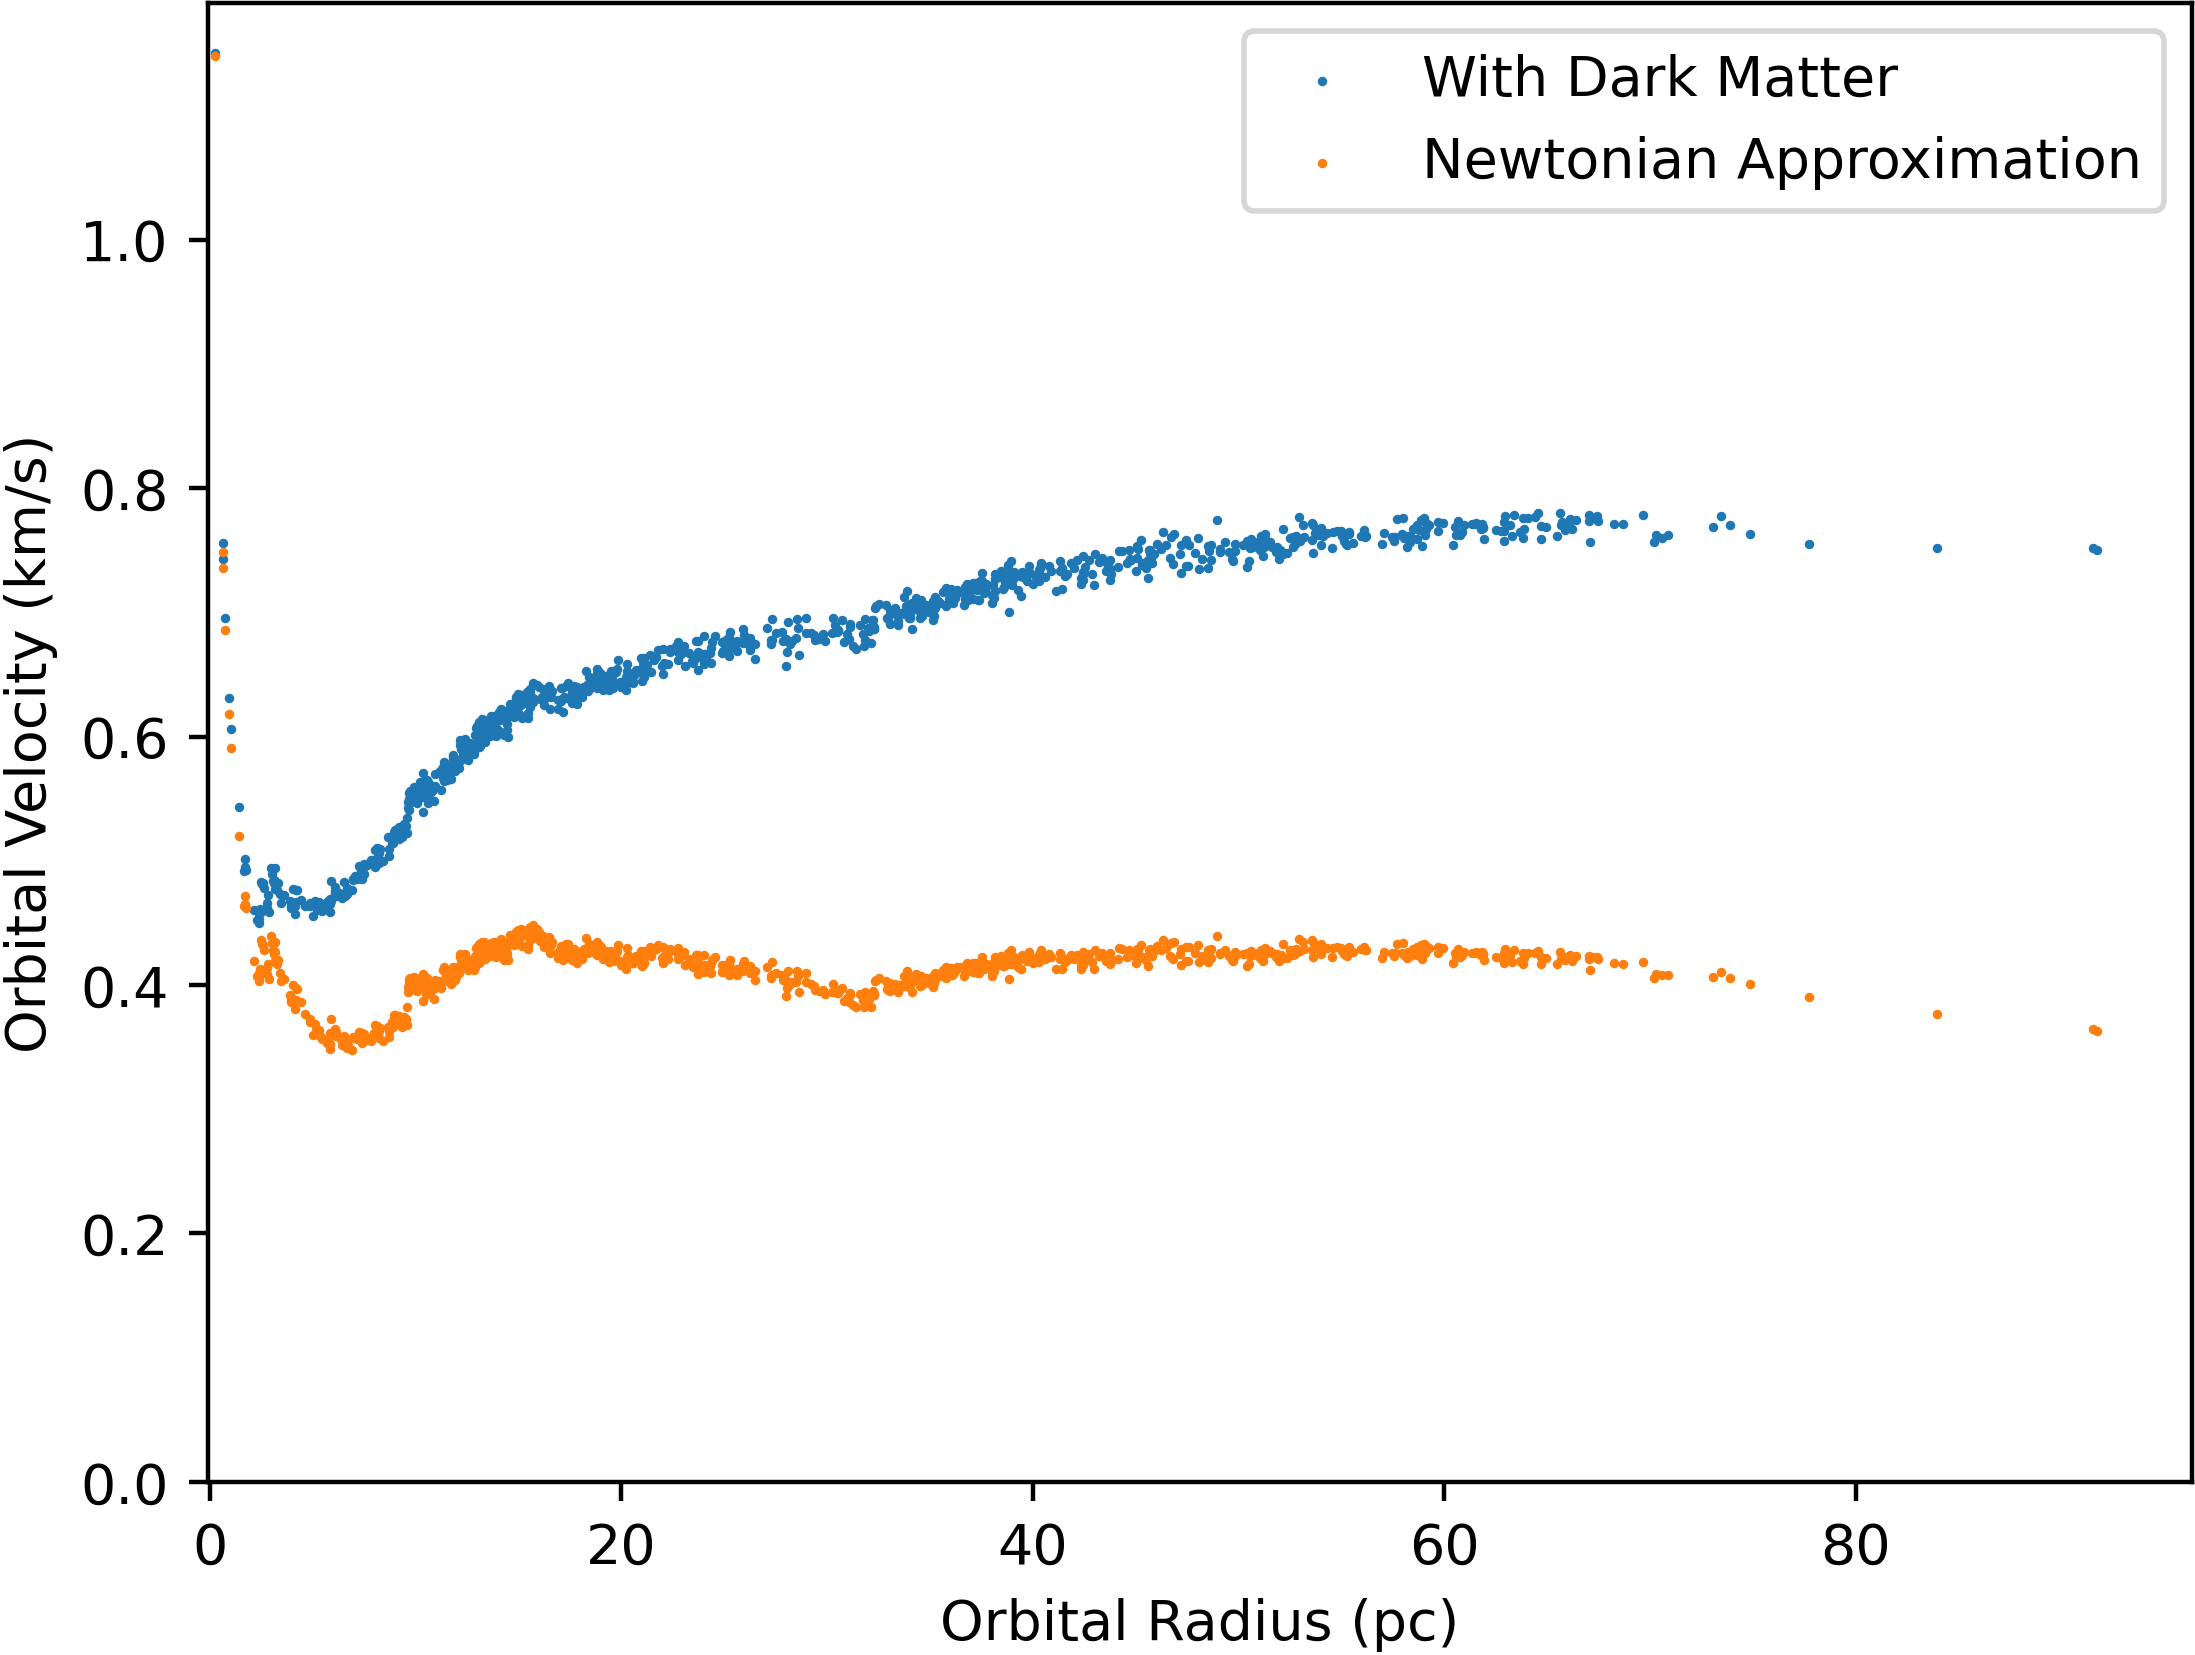 With Dark Matter
Newtonian Approximation
Orbital Velocity (km/s)
1.0
0.8
0.6
0.4
0.2
0.0
0 20 40 60 80
Orbital Radius (pc)